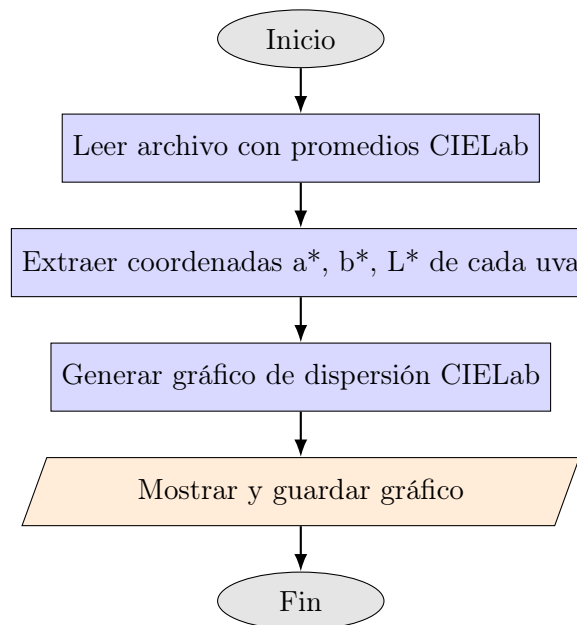 Inicio
Leer archivo con promedios CIELab
Extraer coordenadas a*, b*, L* de cada uva
Generar gráfico de dispersión CIELab
Mostrar y guardar gráfico
Fin